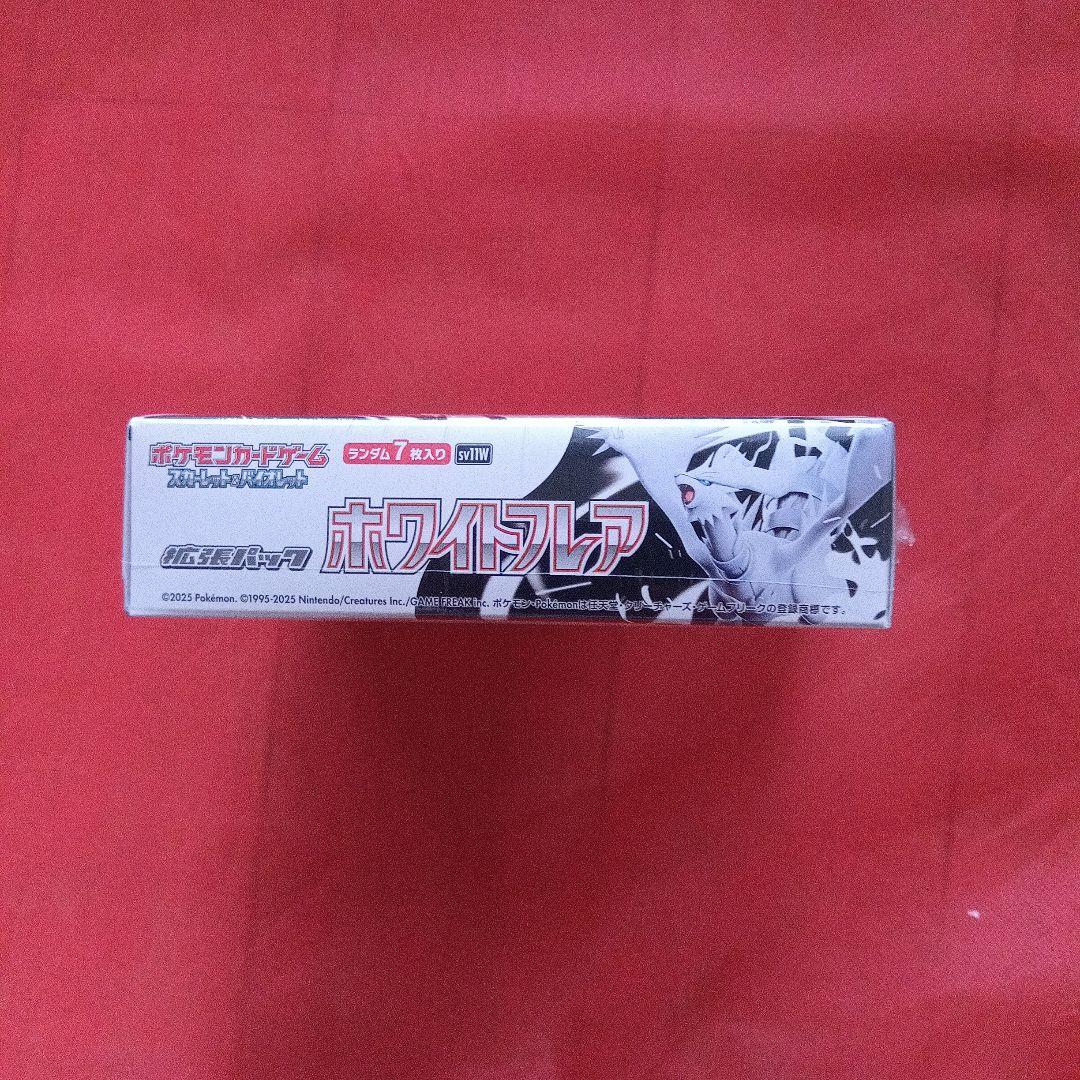 ポケモンカードゲーム
スカーレット&バイオレット
ランダム7枚入り
sv11W
拡張パック
ホワイトフレア
©2025 Pokémon. ©1995-2025 Nintendo/Creatures Inc./GAME FREAK inc. ポケモン・Pokémonは任天堂・クリーチャーズ・ゲームフリークの登録商標です。